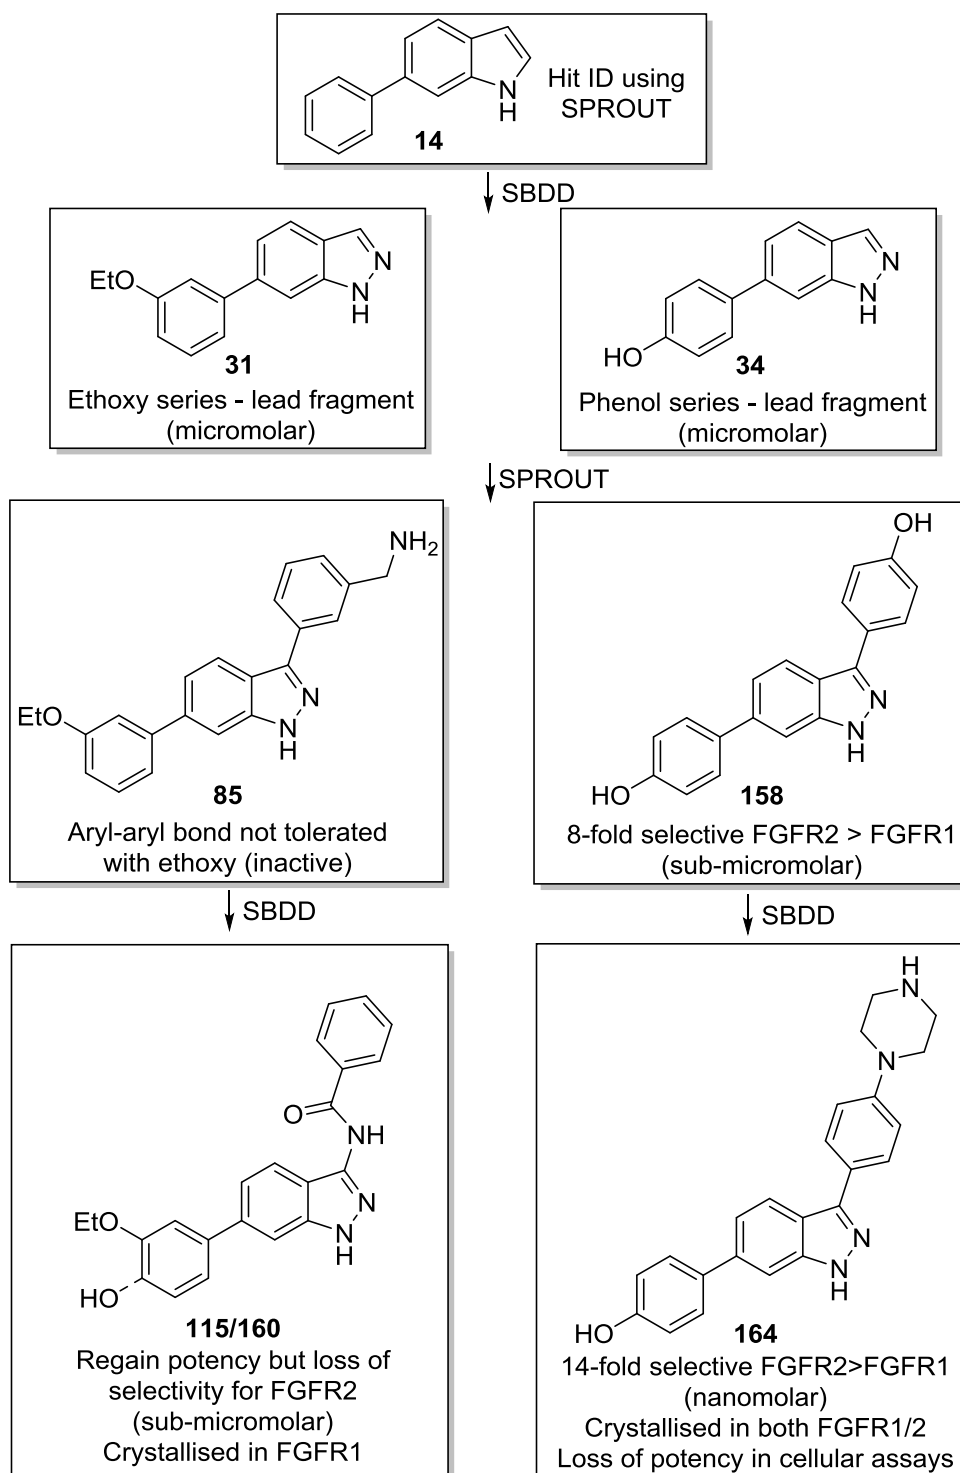 N
H
14
Hit ID using
SPROUT
SBDD
EtO
N
N
H
31
Ethoxy series - lead fragment
(micromolar)
N
N
H
HO
34
Phenol series - lead fragment
(micromolar)
SPROUT
NH2
N
N
H
EtO
85
Aryl-aryl bond not tolerated
with ethoxy (inactive)
OH
N
N
H
HO
158
8-fold selective FGFR2 > FGFR1
(sub-micromolar)
SBDD
SBDD
O
NH
N
N
H
EtO
HO
115/160
Regain potency but loss of
selectivity for FGFR2
(sub-micromolar)
Crystallised in FGFR1
H
N
N
N
N
H
HO
164
14-fold selective FGFR2>FGFR1
(nanomolar)
Crystallised in both FGFR1/2
Loss of potency in cellular assays